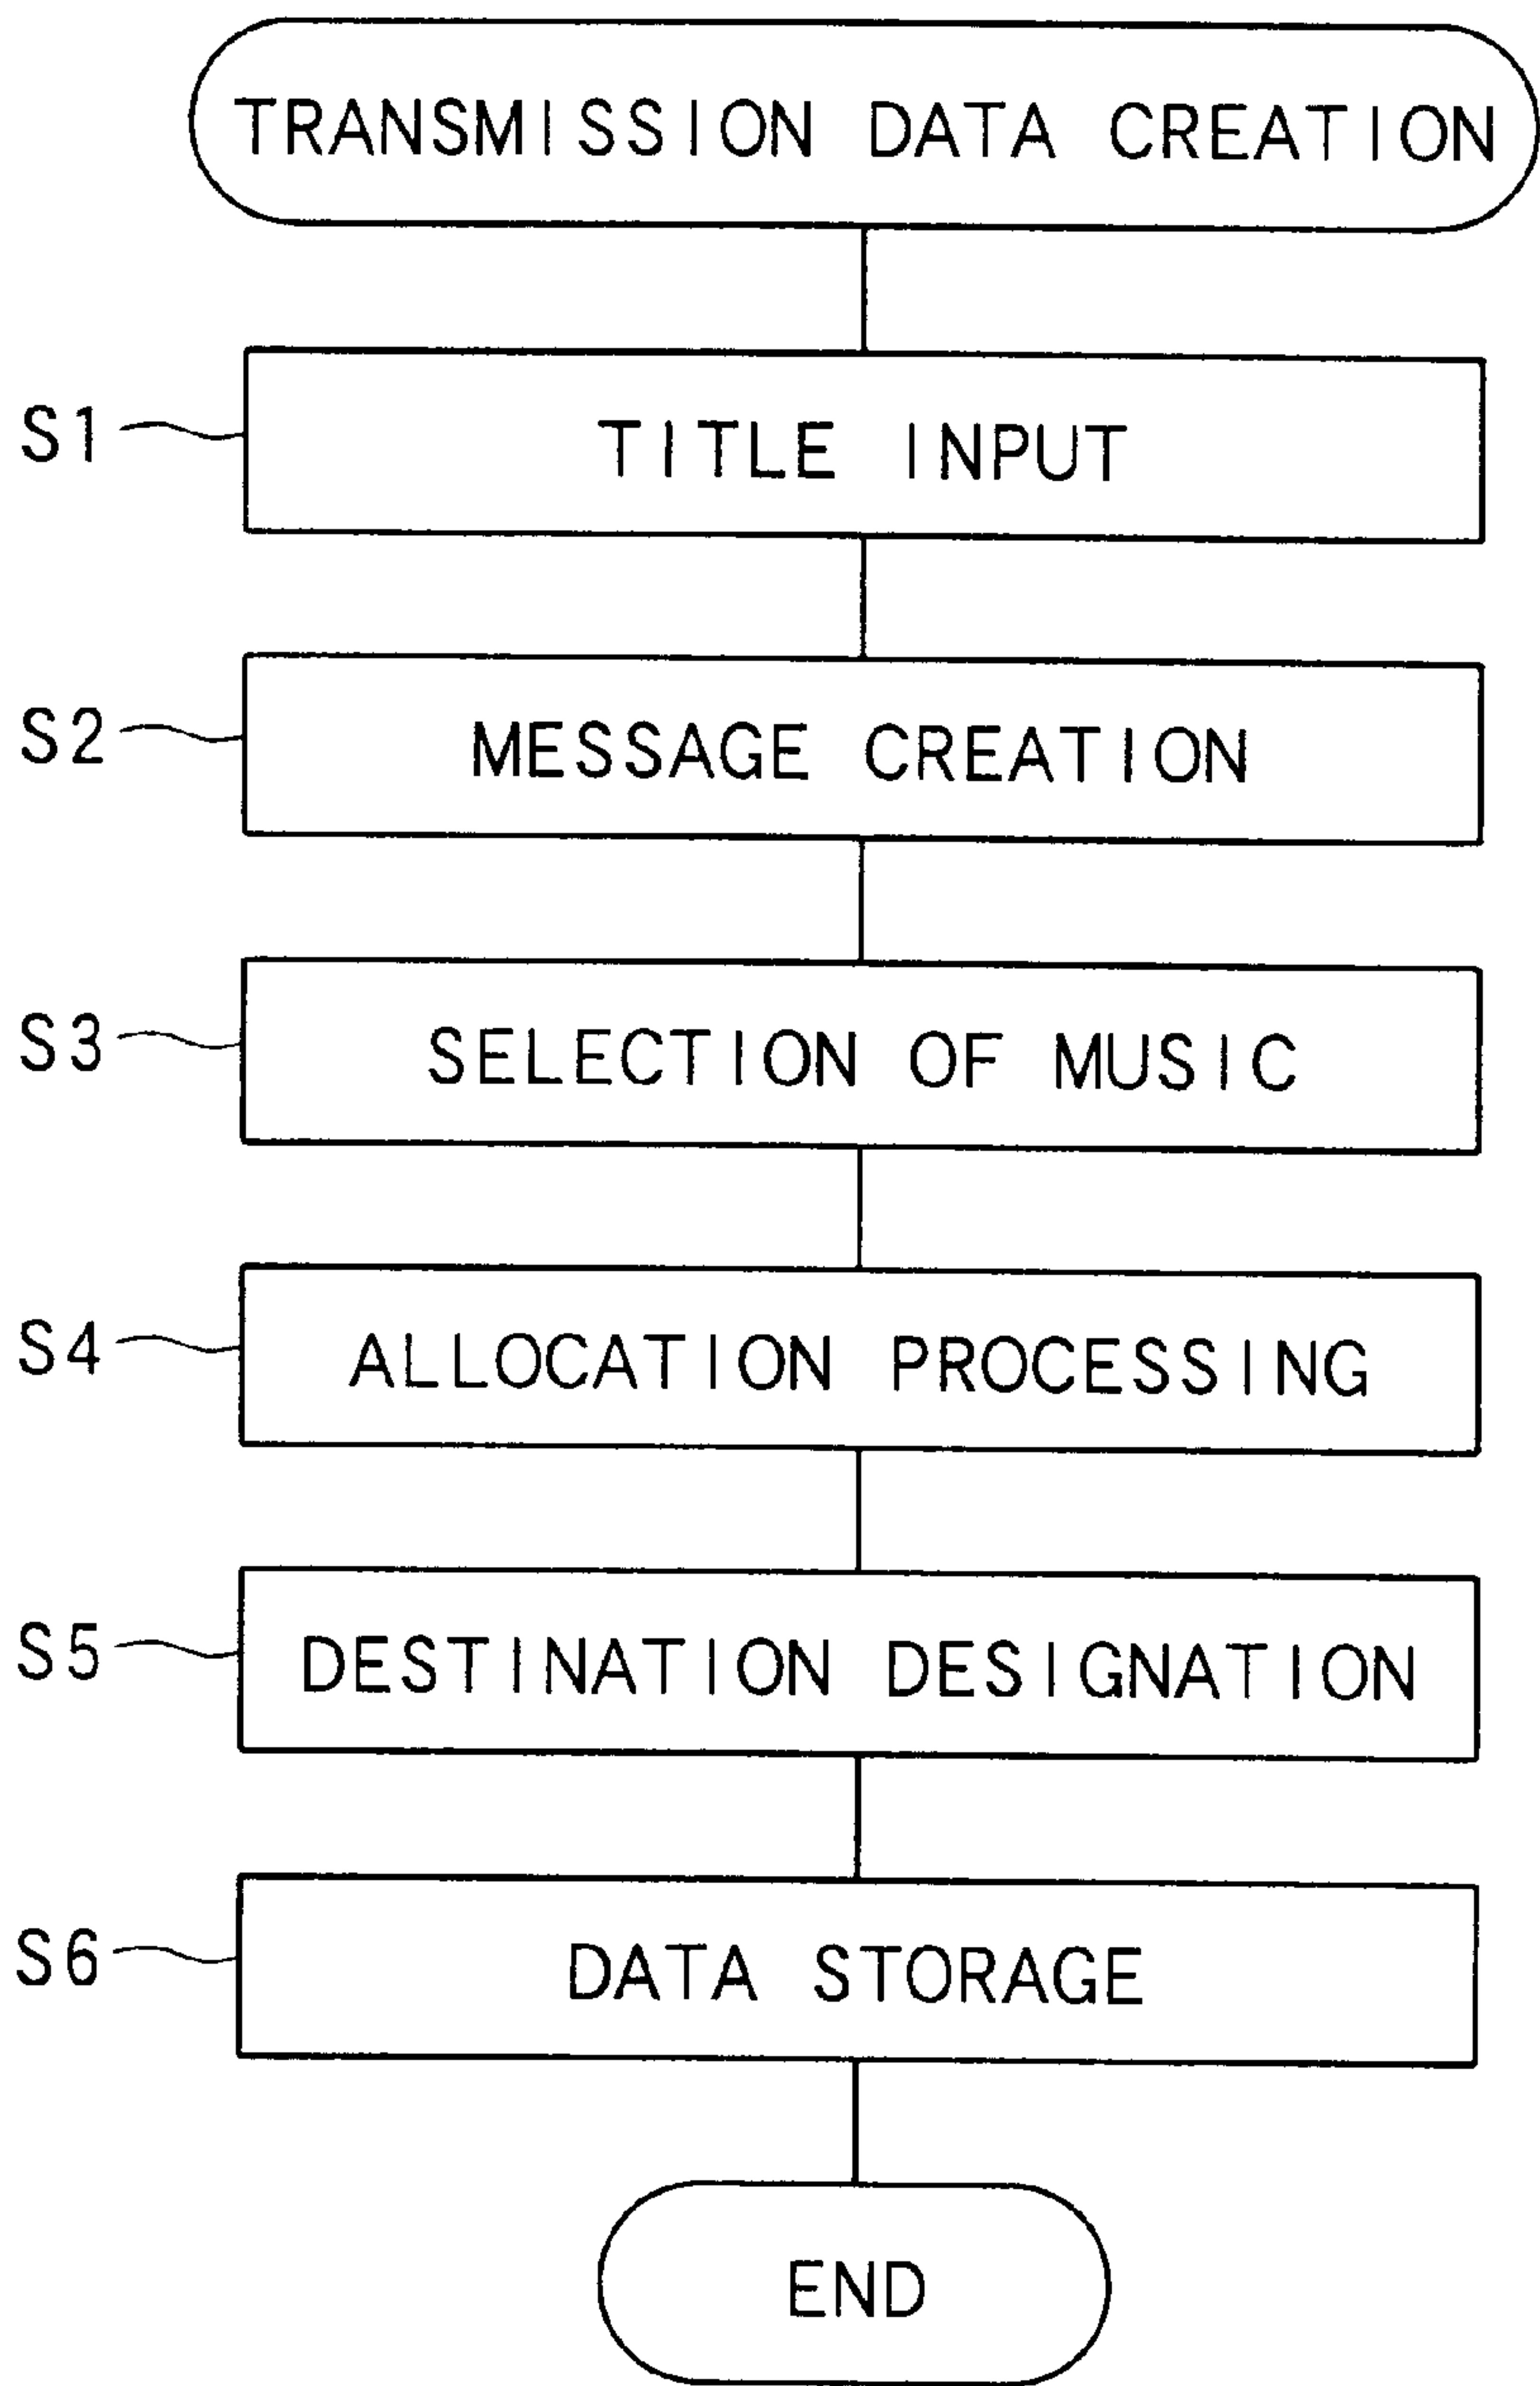 TRANSMISSION DATA CREATION
S1 TITLE INPUT
S2 MESSAGE CREATION
S3 SELECTION OF MUSIC
S4 ALLOCATION PROCESSING
S5 DESTINATION DESIGNATION
S6 DATA STORAGE
END